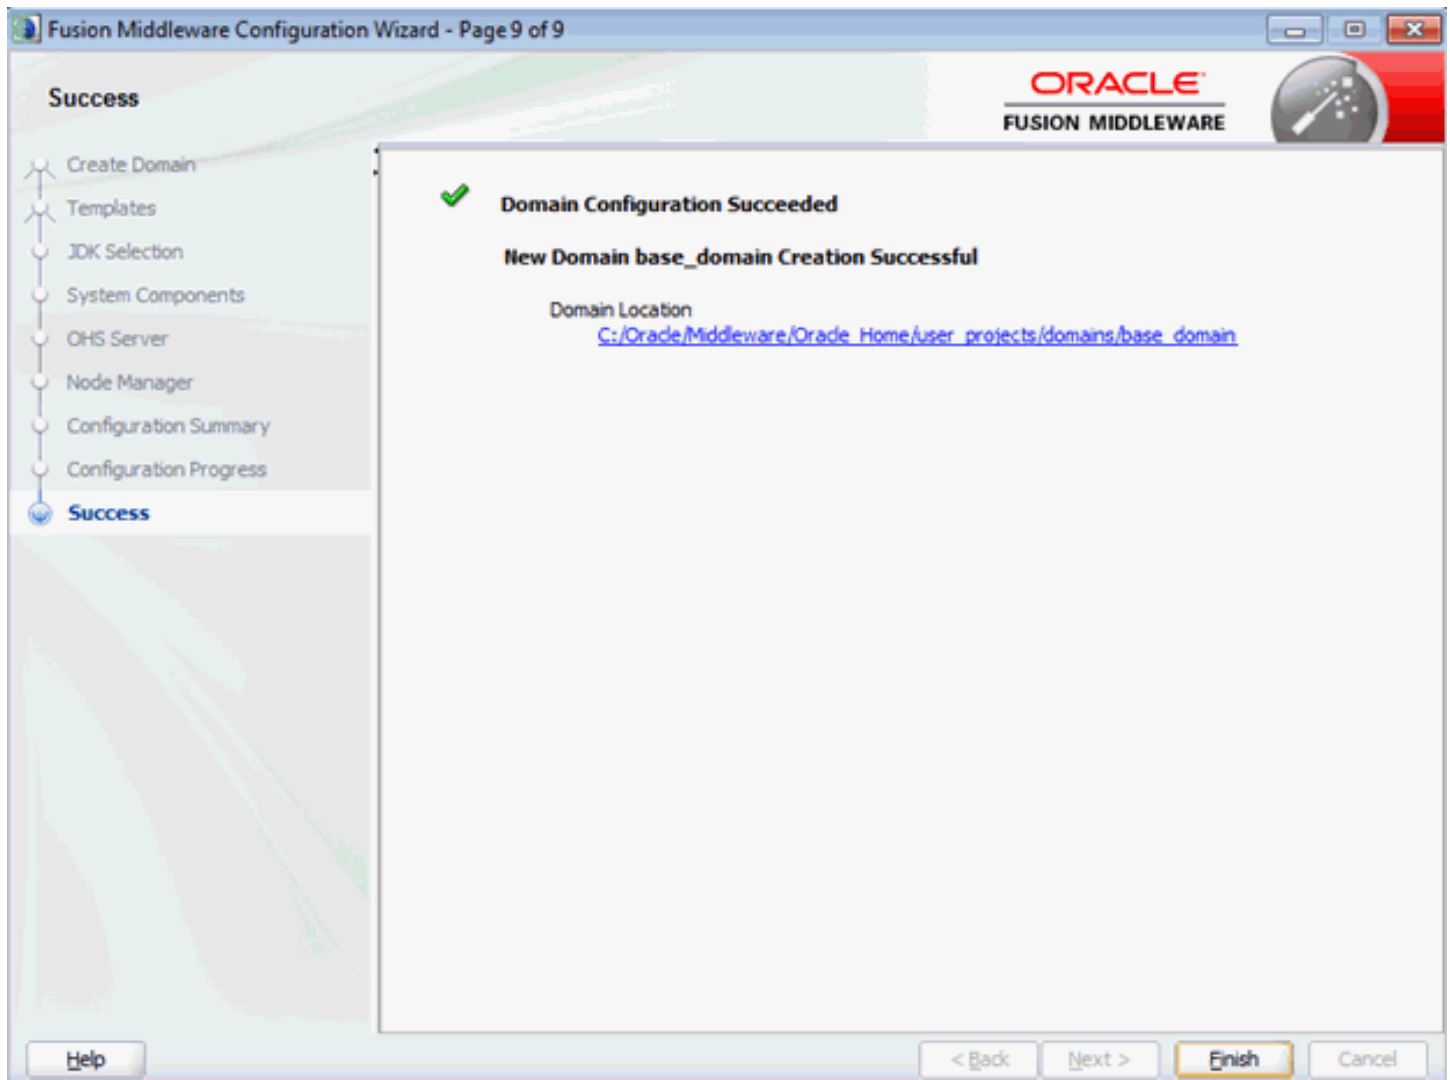 Fusion Middleware Configuration Wizard - Page 9 of 9
Success
ORACLE
FUSION MIDDLEWARE
Create Domain
Templates
JDK Selection
System Components
OHS Server
Node Manager
Configuration Summary
Configuration Progress
Success
Domain Configuration Succeeded
New Domain base_domain Creation Successful
Domain Location
C:/Oracle/Middleware/Oracle_Home/user_projects/domains/base_domain
Help
< Back
Next >
Finish
Cancel